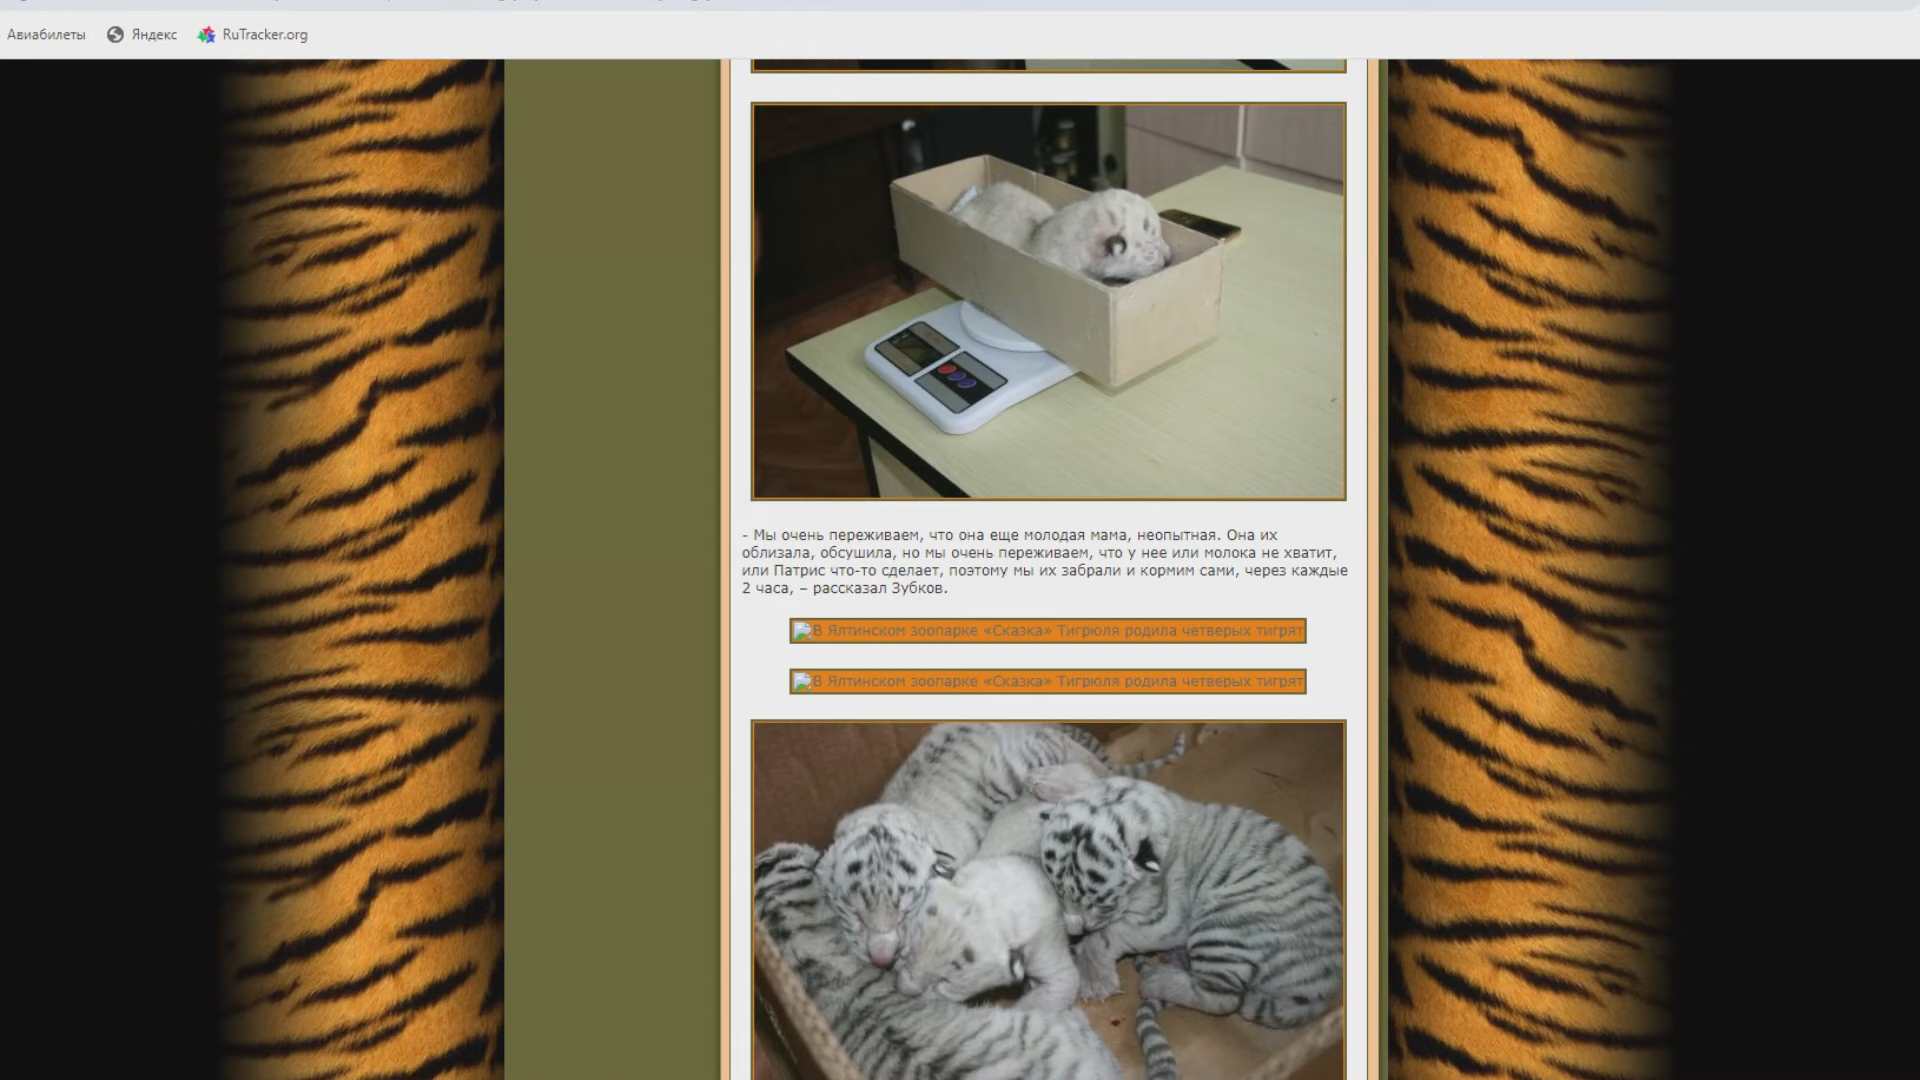 Авиабилеты Яндекс RuTracker.org
- Мы очень переживаем, что она еще молодая мама, неопытная. Она их
облизала, обсушила, но мы очень переживаем, что у нее или молока не хватит,
или Патрис что-то сделает, поэтому мы их забрали и кормим сами, через каждые
2 часа, – рассказал Зубков.
В Ялтинском зоопарке «Сказка» Тигрюля родила четверых тигрят
В Ялтинском зоопарке «Сказка» Тигрюля родила четверых тигрят